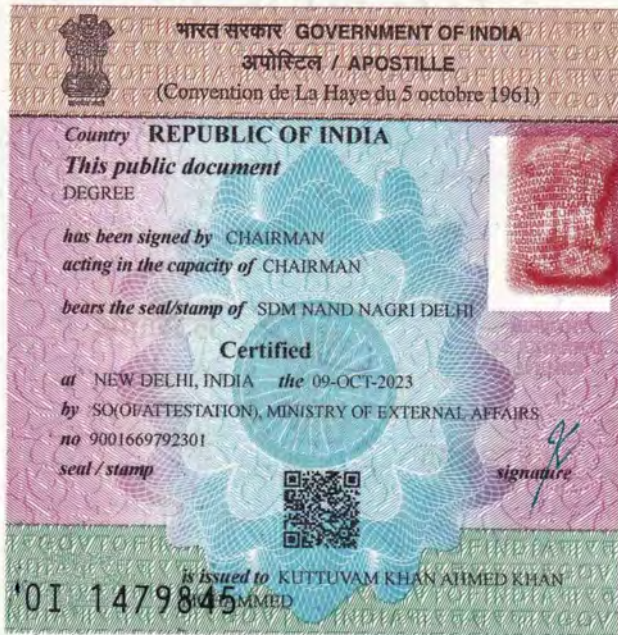 भारत सरकार GOVERNMENT OF INDIA
अपोस्टिल / APOSTILLE
(Convention de La Haye du 5 octobre 1961)
Country REPUBLIC OF INDIA
This public document
DEGREE
has been signed by CHAIRMAN
acting in the capacity of CHAIRMAN
bears the seal/stamp of SDM NAND NAGRI DELHI
Certified
at NEW DELHI, INDIA the 09-OCT-2023
by SO(OI/ATTESTATION), MINISTRY OF EXTERNAL AFFAIRS
no 9001669792301
seal / stamp signature
is issued to KUTTUVAM KHAN AHMED KHAN
OI 1479845